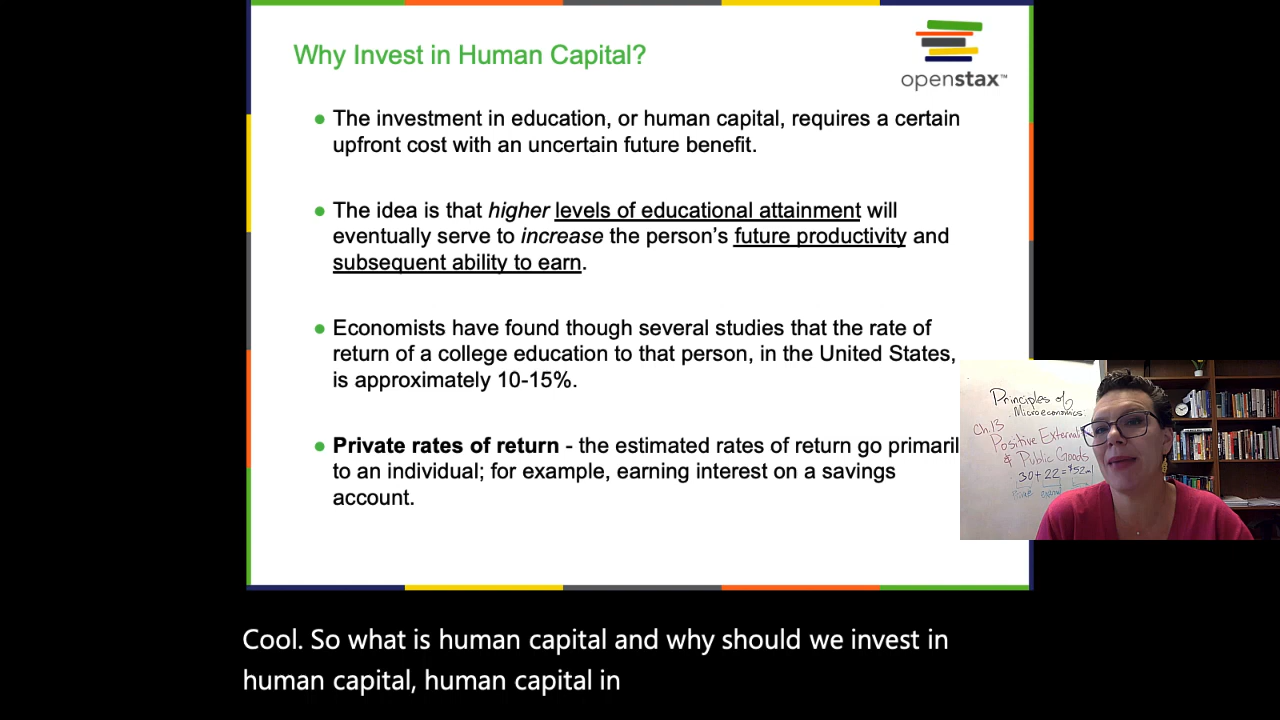 Why Invest in Human Capital?
openstax™
● The investment in education, or human capital, requires a certain
upfront cost with an uncertain future benefit.
● The idea is that higher levels of educational attainment will
eventually serve to increase the person's future productivity and
subsequent ability to earn.
● Economists have found though several studies that the rate of
return of a college education to that person, in the United States,
is approximately 10-15%.
● Private rates of return - the estimated rates of return go primaril
to an individual; for example, earning interest on a savings
account.
Principles of
Microeconomics:
Ch.13
Positive External
& Public Goods
30+22=$52
Cool. So what is human capital and why should we invest in
human capital, human capital in